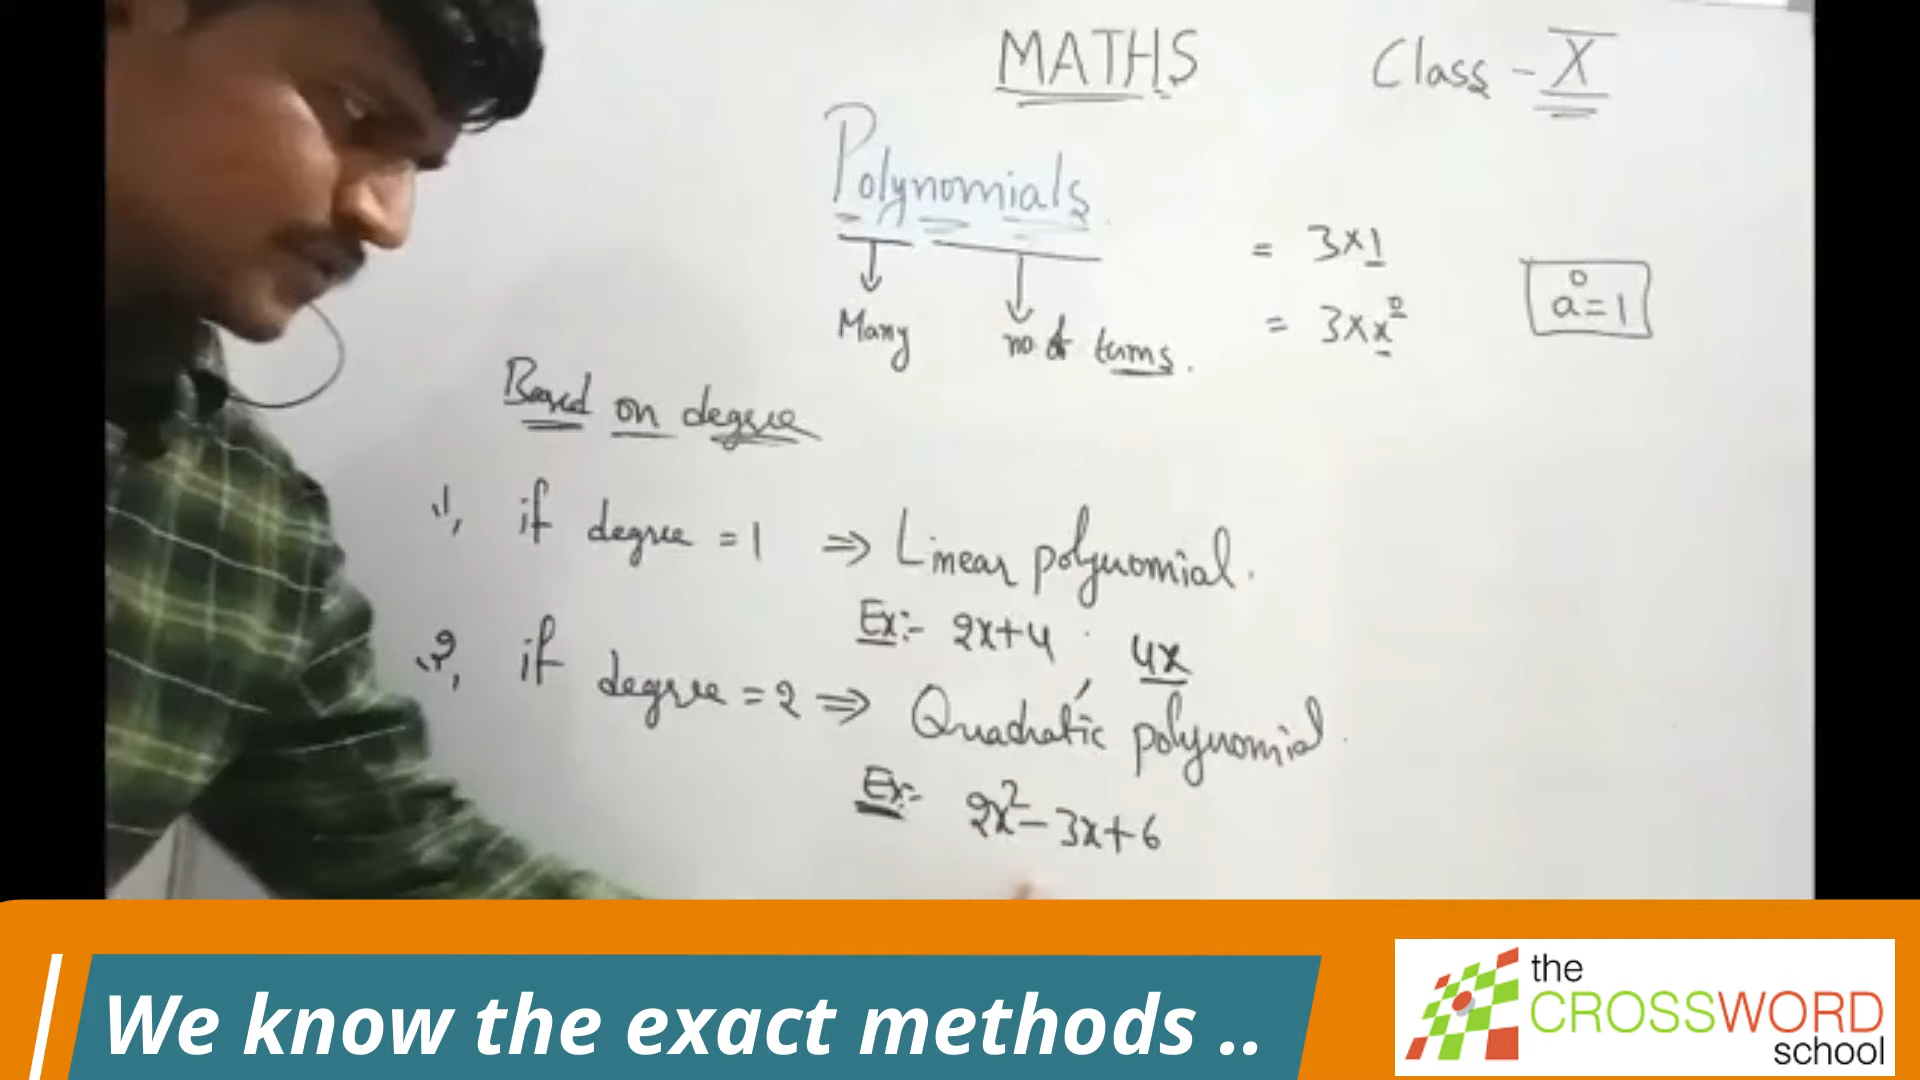 MATHS Class - X
Polynomials
= 3x1
a⁰=1
= 3xx⁰
Many no of terms.
Based on degree
1, if degree =1 ⇒ Linear polynomial.
Ex:- 2x+4, 4x
2, if degree =2 ⇒ Quadratic polynomial.
Ex:- 2x²-3x+6
We know the exact methods ..
the
CROSSWORD
school